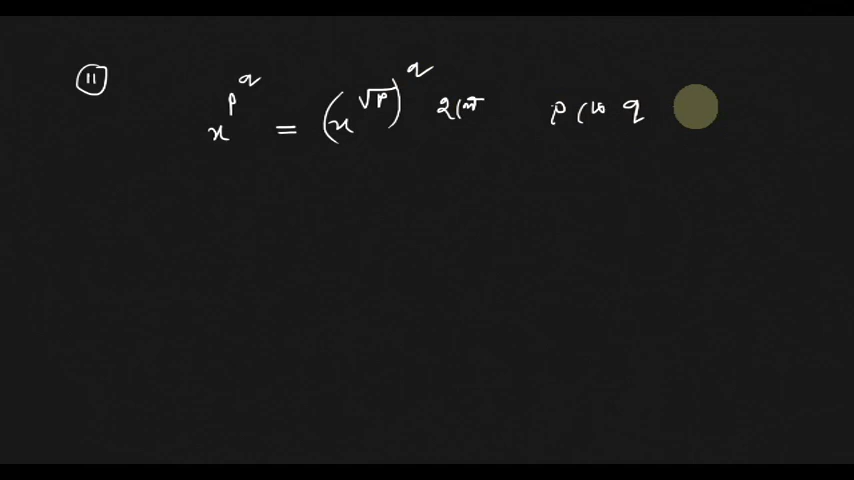 ⑪ x^{p^q} = (x^{√p})^q হলে p কে q